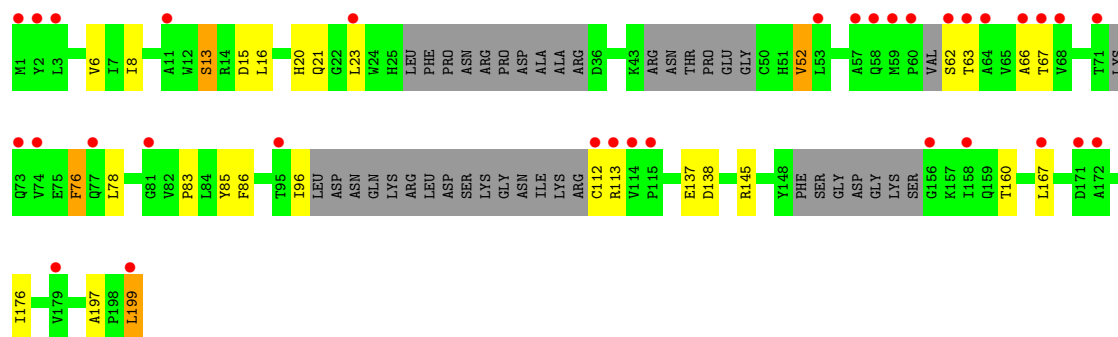 M1 Y2 L3 V6 I7 I8 A11 W12 S13 R14 D15 L16 H20 Q21 G22 L23 W24 H25 LEU PHE PRO ASN ARG PRO ASP ALA ALA ARG D36 K43 ARG ASN THR PRO GLU GLY C50 H51 V52 L53 A57 Q58 M59 P60 VAL S62 T63 A64 V65 A66 T67 V68 T71 LYS
Q73 V74 E75 F76 Q77 L78 G81 V82 P83 L84 Y85 F86 T95 I96 LEU ASP ASN GLN LYS ARG LEU ASP SER LYS GLY ASN ILE LYS ARG C112 R113 V114 P115 E137 D138 R145 Y148 PHE SER GLY ASP GLY LYS SER G156 K157 I158 Q159 T160 L167 D171 A172
I176 V179 A197 P198 L199